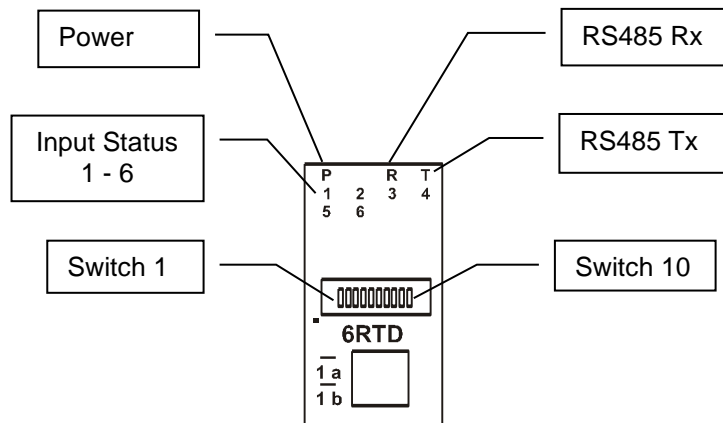 Power
RS485 Rx
Input Status
1 - 6
RS485 Tx
P R T
1 2 3 4
5 6
Switch 1
Switch 10
6RTD
1 a
1 b